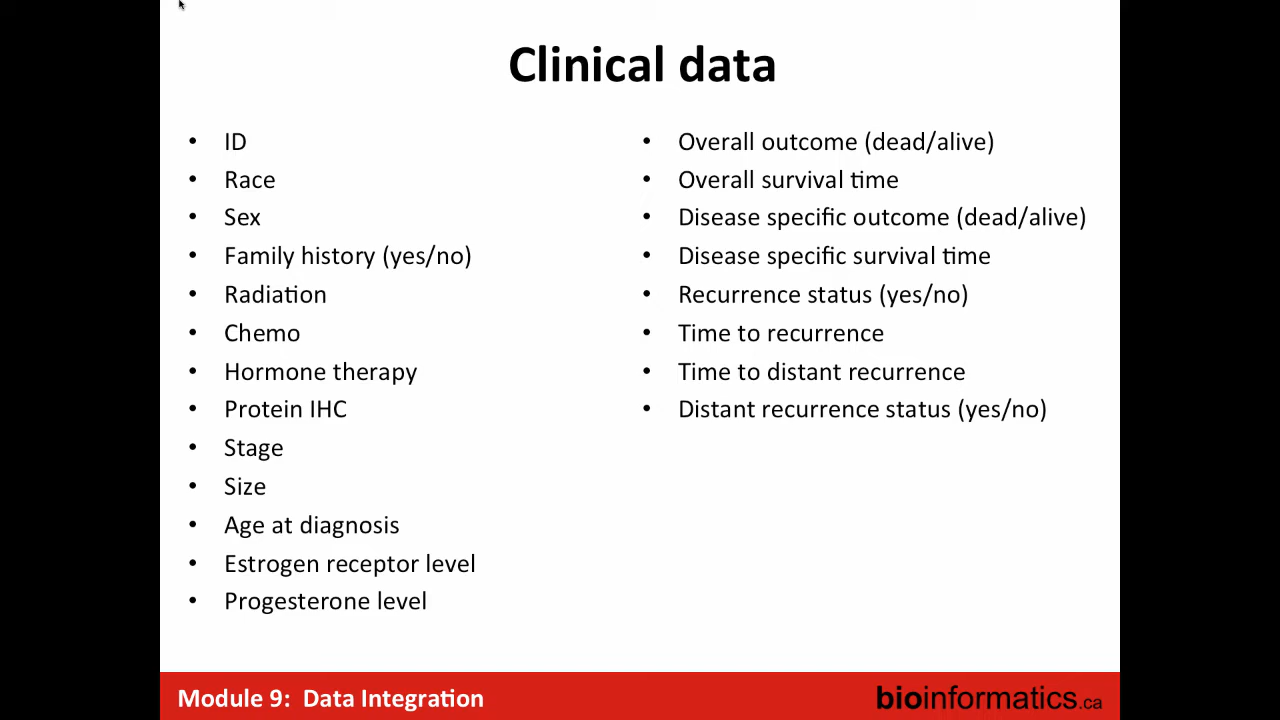 Clinical data
• ID
• Race
• Sex
• Family history (yes/no)
• Radiation
• Chemo
• Hormone therapy
• Protein IHC
• Stage
• Size
• Age at diagnosis
• Estrogen receptor level
• Progesterone level
• Overall outcome (dead/alive)
• Overall survival time
• Disease specific outcome (dead/alive)
• Disease specific survival time
• Recurrence status (yes/no)
• Time to recurrence
• Time to distant recurrence
• Distant recurrence status (yes/no)
Module 9: Data Integration
bioinformatics.ca